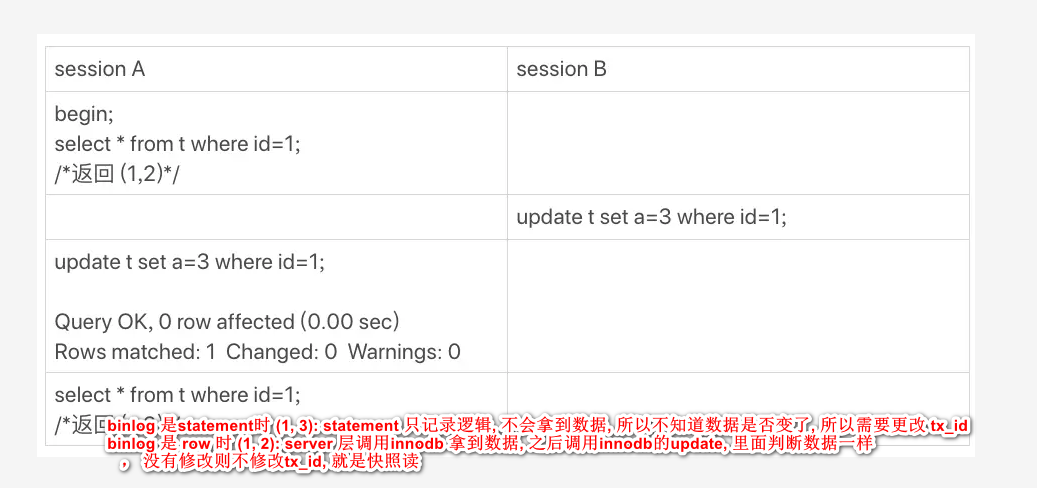 session A
session B
begin;
select * from t where id=1;
/*返回 (1,2)*/
update t set a=3 where id=1;
update t set a=3 where id=1;
Query OK, 0 row affected (0.00 sec)
Rows matched: 1 Changed: 0 Warnings: 0
select * from t where id=1;
/*返回
binlog 是statement时 (1, 3): statement 只记录逻辑, 不会拿到数据, 所以不知道数据是否变了, 所以需要更改 tx_id
binlog 是 row 时 (1, 2): server 层调用innodb 拿到数据, 之后调用innodb的update, 里面判断数据一样
， 没有修改则不修改tx_id, 就是快照读